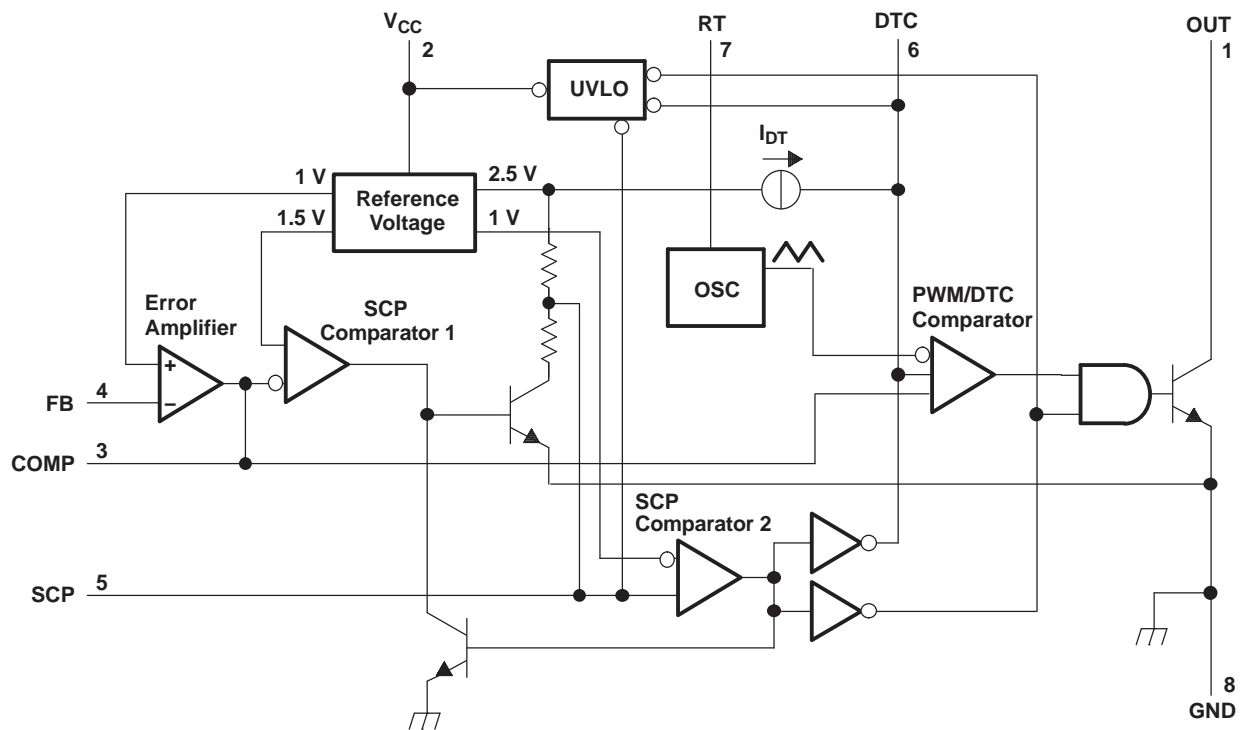 VCC
2
RT
7
DTC
6
OUT
1
UVLO
IDT
1 V
2.5 V
Reference
Voltage
1.5 V
1 V
OSC
Error
Amplifier
SCP
Comparator 1
PWM/DTC
Comparator
+
−
FB
4
COMP
3
SCP
Comparator 2
SCP
5
8
GND